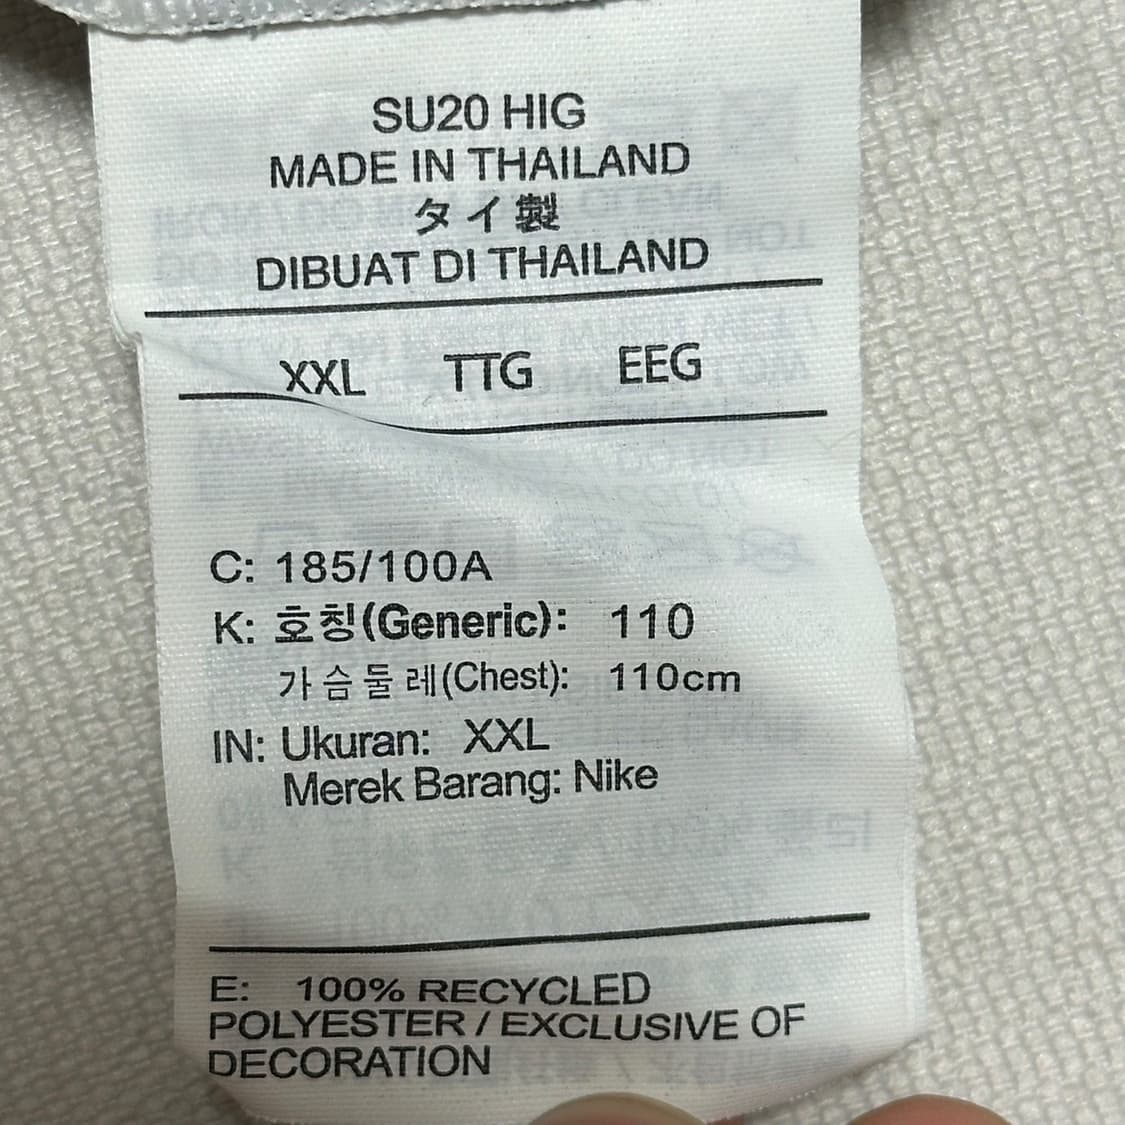 SU20 HIG
MADE IN THAILAND
タイ製
DIBUAT DI THAILAND
XXL TTG EEG
C: 185/100A
K: 호칭(Generic): 110
가슴둘레(Chest): 110cm
IN: Ukuran: XXL
Merek Barang: Nike
E: 100% RECYCLED
POLYESTER / EXCLUSIVE OF
DECORATION